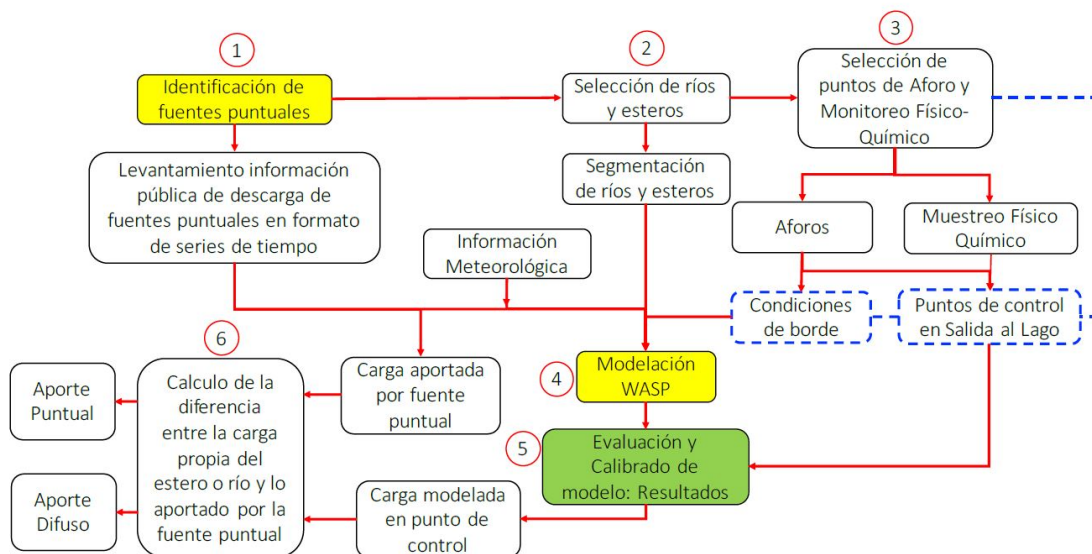 1
Identificación de
fuentes puntuales
2
Selección de ríos
y esteros
3
Selección de
puntos de Aforo y
Monitoreo Físico-
Químico
Levantamiento información
pública de descarga de
fuentes puntuales en formato
de series de tiempo
Segmentación
de ríos y esteros
Información
Meteorológica
Aforos
Muestreo Físico
Químico
Condiciones
de borde
Puntos de control
en Salida al Lago
6
Aporte
Puntual
Calculo de la
diferencia
entre la carga
propia del
estero o río y lo
aportado por la
fuente puntual
Carga aportada
por fuente
puntual
4
Modelación
WASP
5
Evaluación y
Calibrado de
modelo: Resultados
Aporte
Difuso
Carga modelada
en punto de
control